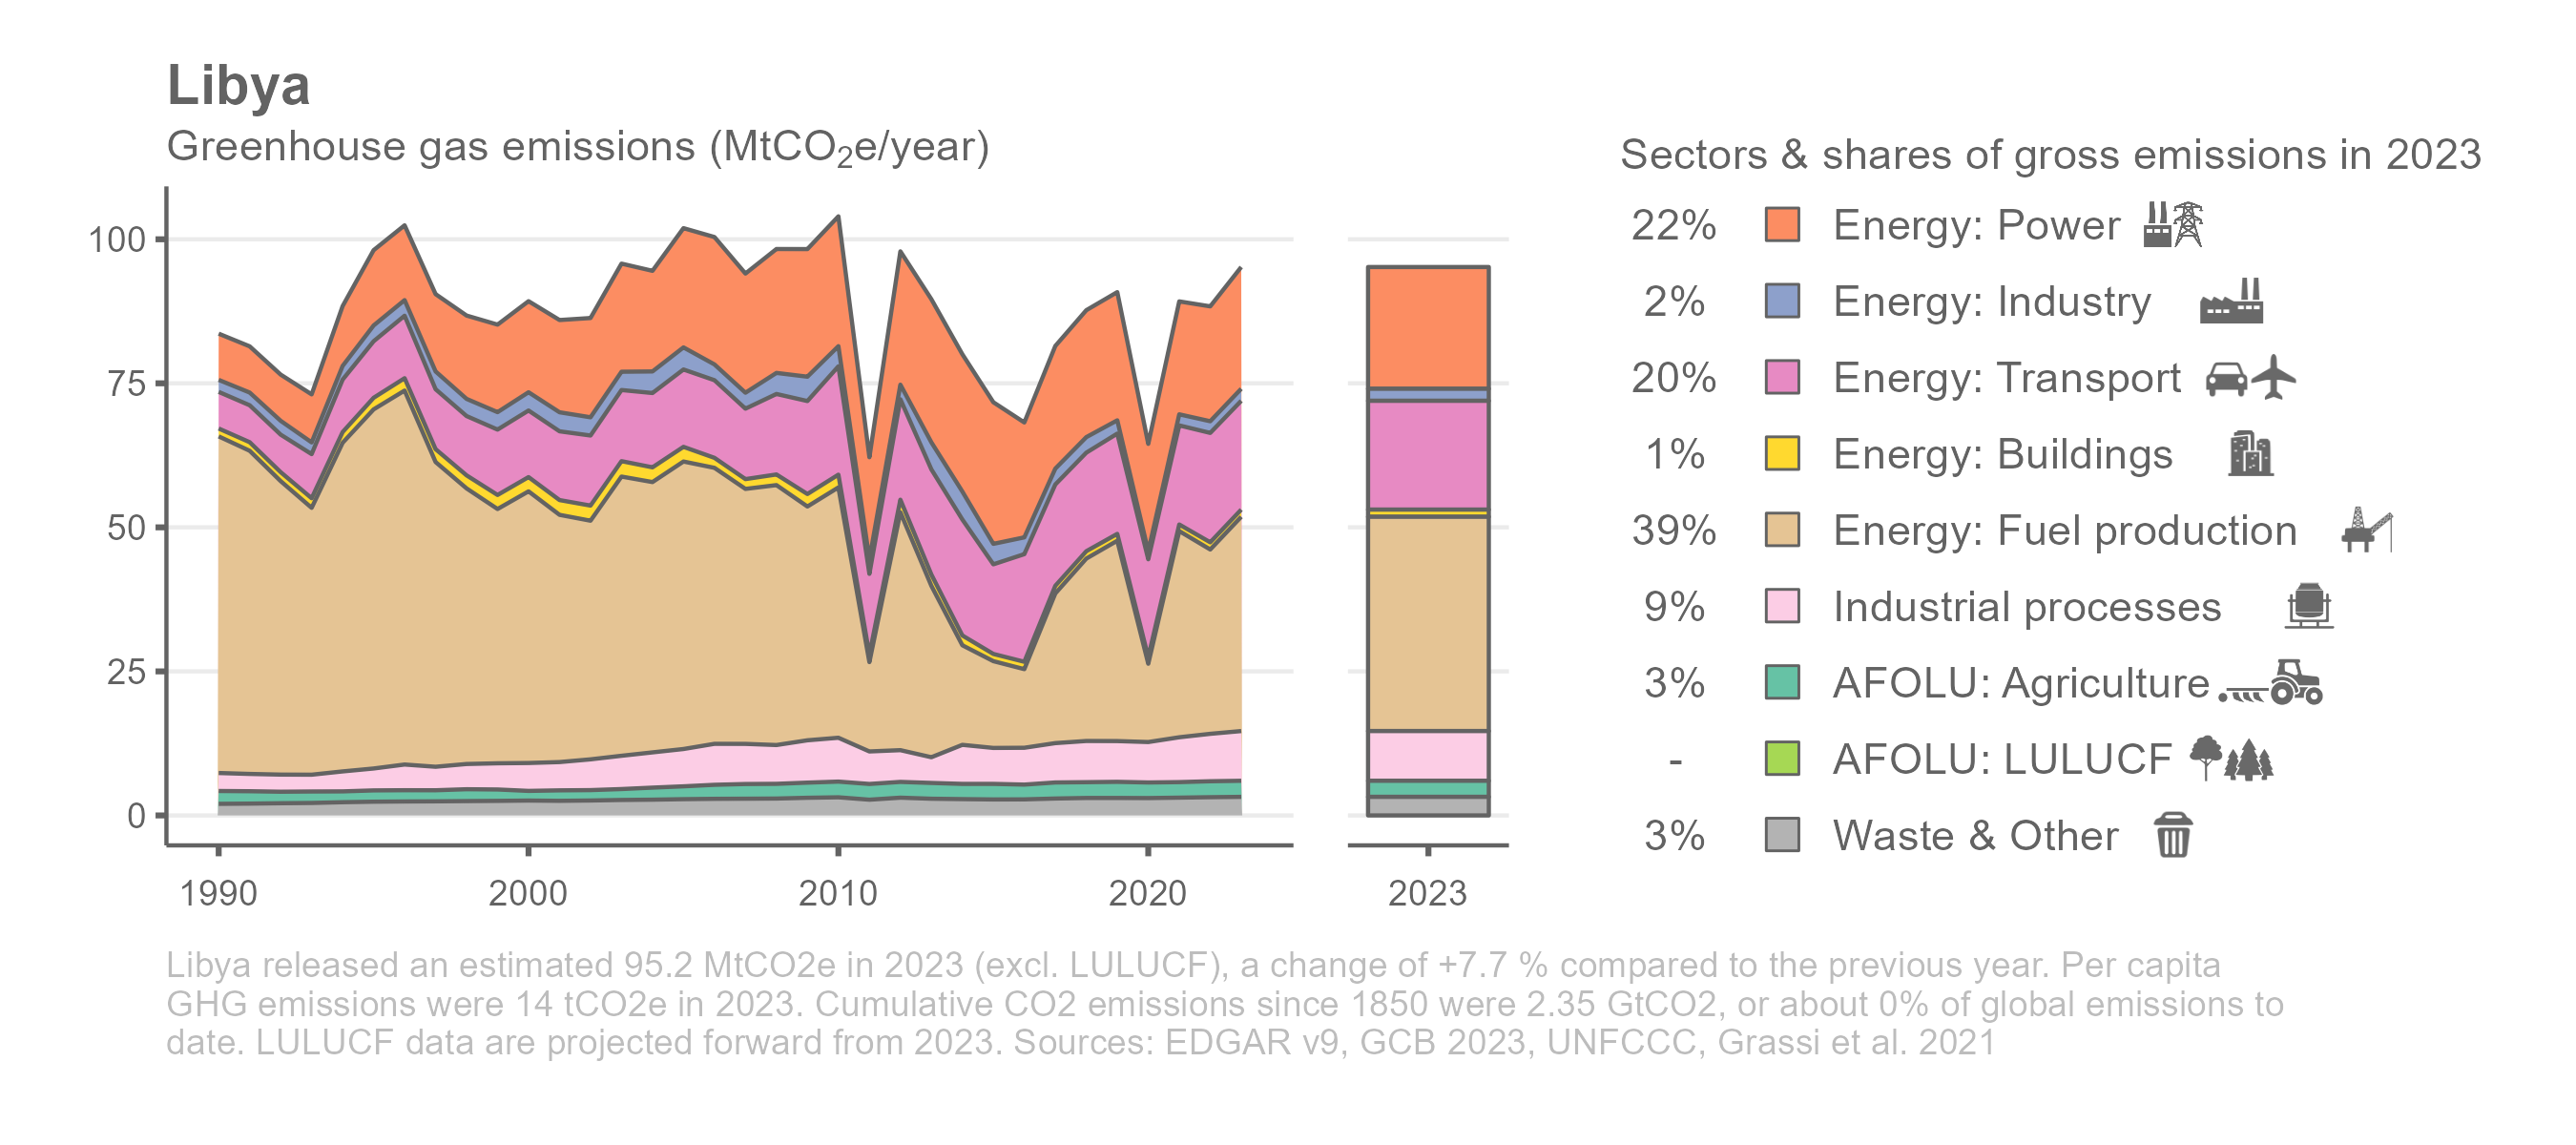 Libya
Greenhouse gas emissions (MtCO₂e/year)
100
75
50
25
0
1990 2000 2010 2020
2023
Sectors & shares of gross emissions in 2023
22% Energy: Power
2% Energy: Industry
20% Energy: Transport
1% Energy: Buildings
39% Energy: Fuel production
9% Industrial processes
3% AFOLU: Agriculture
- AFOLU: LULUCF
3% Waste & Other
Libya released an estimated 95.2 MtCO2e in 2023 (excl. LULUCF), a change of +7.7 % compared to the previous year. Per capita
GHG emissions were 14 tCO2e in 2023. Cumulative CO2 emissions since 1850 were 2.35 GtCO2, or about 0% of global emissions to
date. LULUCF data are projected forward from 2023. Sources: EDGAR v9, GCB 2023, UNFCCC, Grassi et al. 2021